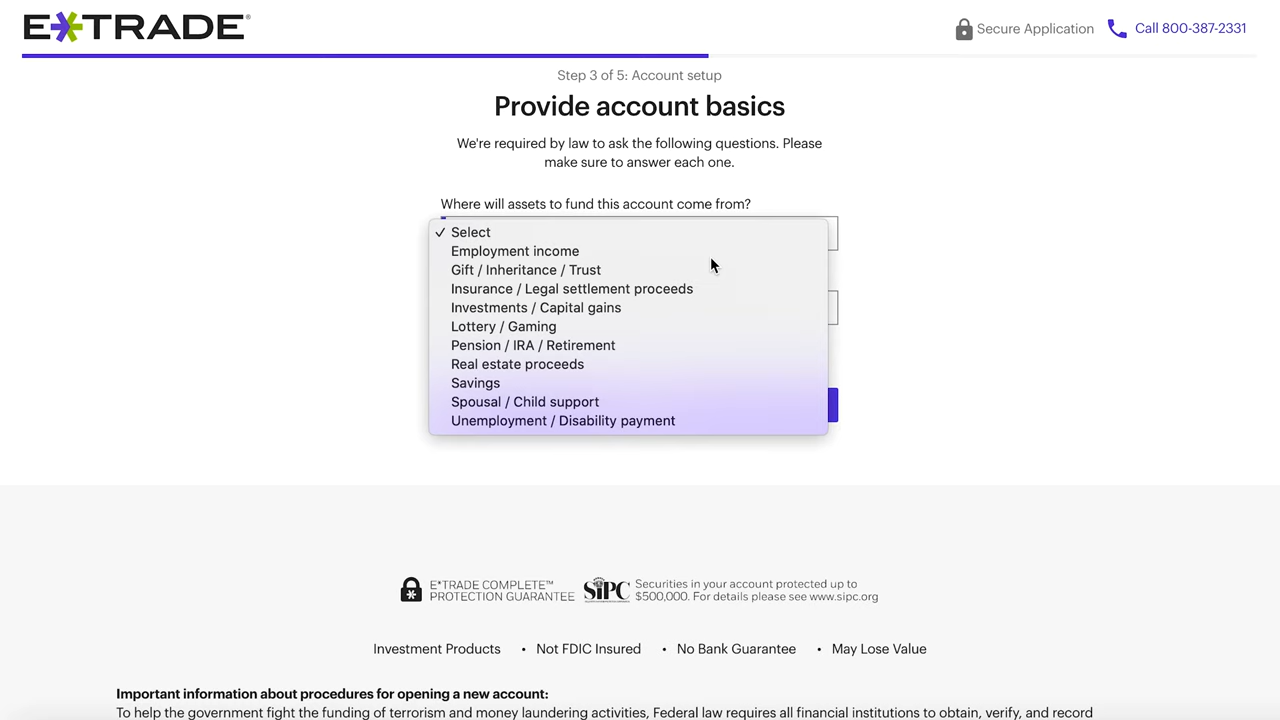 E*TRADE®
Secure Application
Call 800-387-2331
Step 3 of 5: Account setup
Provide account basics
We're required by law to ask the following questions. Please
make sure to answer each one.
Where will assets to fund this account come from?
✓ Select
Employment income
Gift / Inheritance / Trust
Insurance / Legal settlement proceeds
Investments / Capital gains
Lottery / Gaming
Pension / IRA / Retirement
Real estate proceeds
Savings
Spousal / Child support
Unemployment / Disability payment
E*TRADE COMPLETE™
PROTECTION GUARANTEE
SiPC
Securities in your account protected up to
$500,000. For details please see www.sipc.org
Investment Products • Not FDIC Insured • No Bank Guarantee • May Lose Value
Important information about procedures for opening a new account:
To help the government fight the funding of terrorism and money laundering activities, Federal law requires all financial institutions to obtain, verify, and record